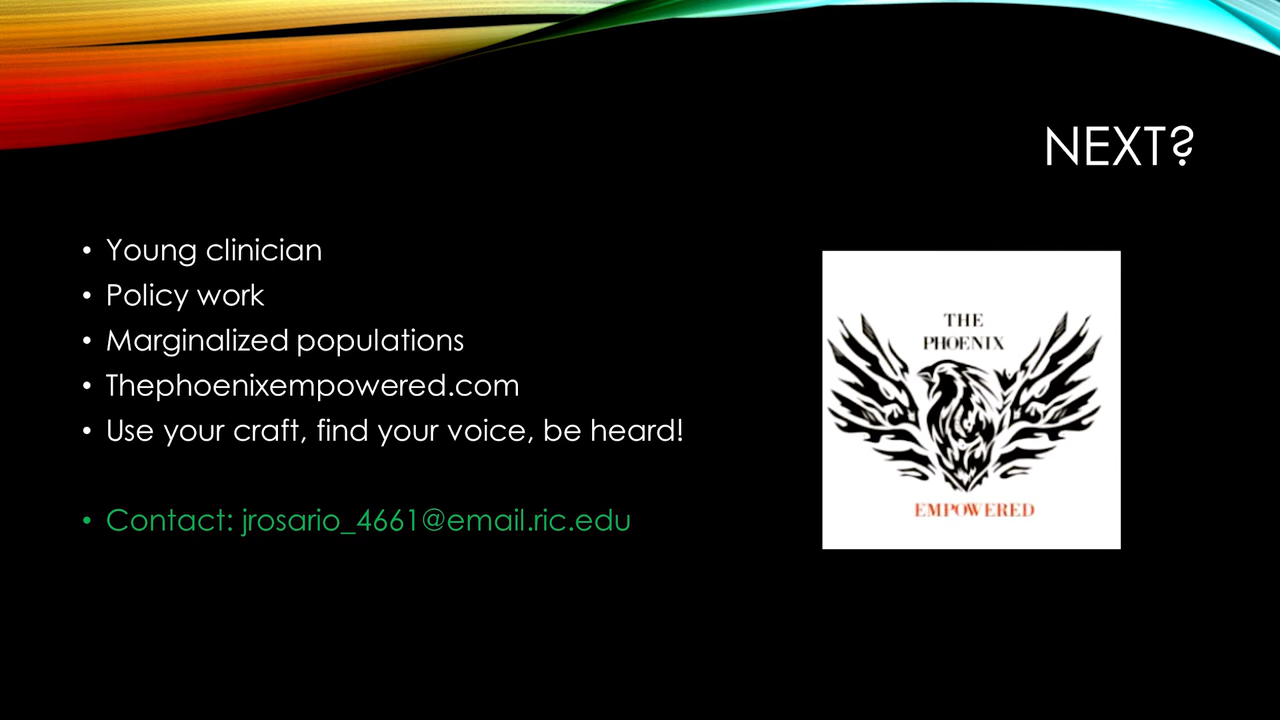 NEXT?
• Young clinician
• Policy work
• Marginalized populations
• Thephoenixempowered.com
• Use your craft, find your voice, be heard!
• Contact: jrosario_4661@email.ric.edu
THE
PHOENIX
EMPOWERED